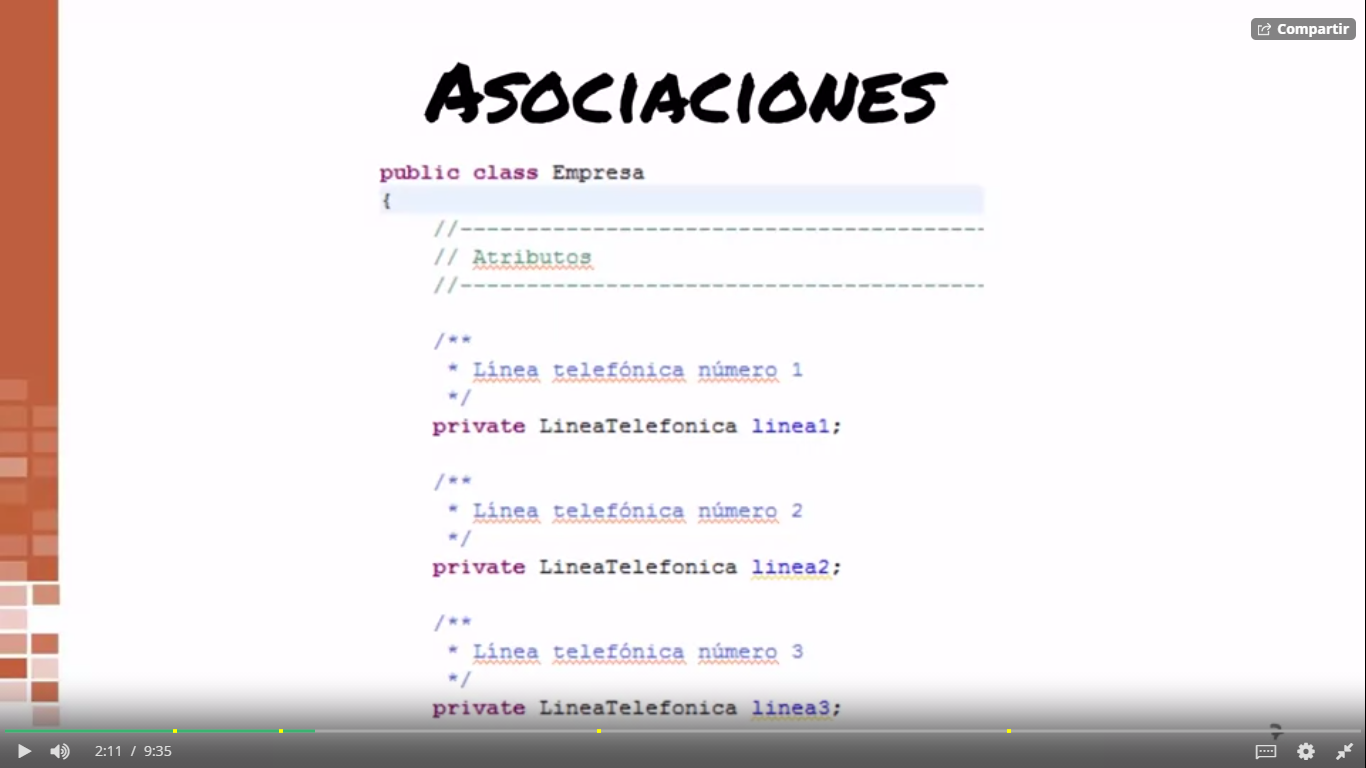 Compartir
ASOCIACIONES
public class Empresa
{
//----------------------------------------
// Atributos
//----------------------------------------
/**
* Línea telefónica número 1
*/
private LineaTelefonica linea1;
/**
* Línea telefónica número 2
*/
private LineaTelefonica linea2;
/**
* Línea telefónica número 3
*/
private LineaTelefonica linea3;
2:11 / 9:35